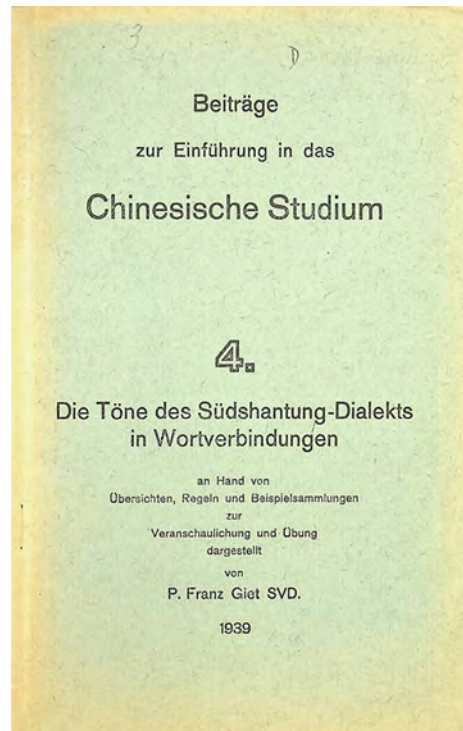 3
D
Beiträge
zur Einführung in das
Chinesische Studium
4.
Die Töne des Südshantung-Dialekts
in Wortverbindungen
an Hand von
Übersichten, Regeln und Beispielsammlungen
zur
Veranschaulichung und Übung
dargestellt
von
P. Franz Giet SVD.
1939